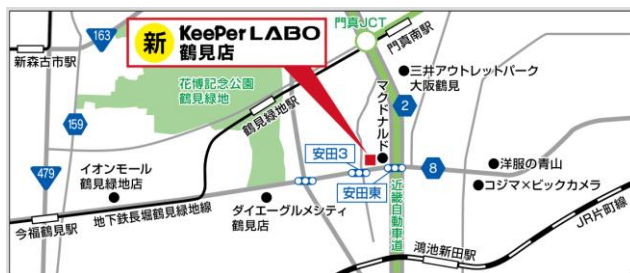 163
新森古市駅
新
KeePer LABO
鶴見店
門真JCT
門真南駅
花博記念公園
鶴見緑地
鶴見緑地駅
三井アウトレットパーク
大阪鶴見
マクドナルド
2
159
479
安田3
安田東
8
洋服の青山
コジマ×ビックカメラ
イオンモール
鶴見緑地店
ダイエーグルメシティ
鶴見店
近畿自動車道
地下鉄長堀鶴見緑地線
今福鶴見駅
鴻池新田駅
JR片町線